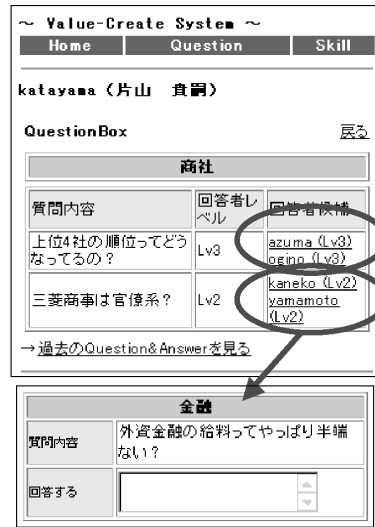 ～ Value-Create System ～
Home Question Skill
katayama (片山 貴嗣)
QuestionBox 戻る
商社
質問内容 回答者レベル 回答者候補
上位4社の順位ってどうなってるの？ Lv3 azuma (Lv3) ogino (Lv3)
三菱商事は官僚系？ Lv2 kaneko (Lv2) yamamoto (Lv2)
→過去のQuestion&Answerを見る
金融
質問内容 外資金融の給料ってやっぱり半端ない？
回答する